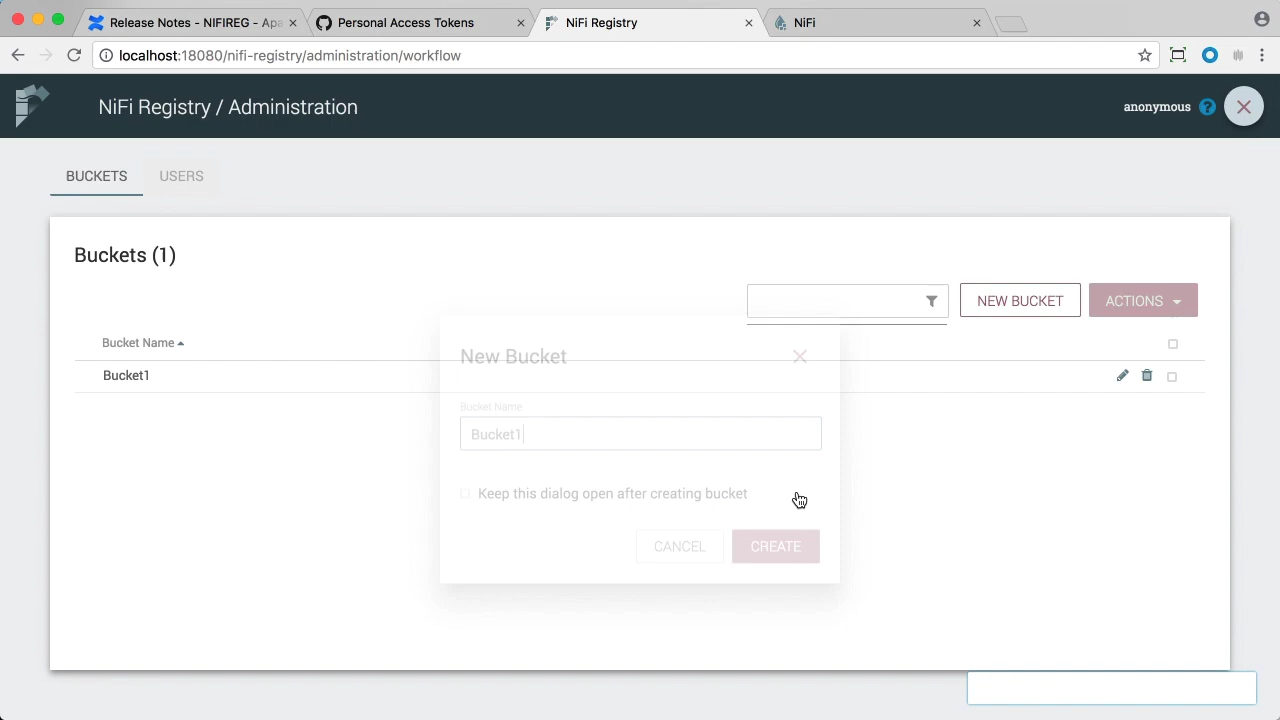 Release Notes - NIFIREG - Apa
Personal Access Tokens
NiFi Registry
NiFi
localhost:18080/nifi-registry/administration/workflow
NiFi Registry / Administration
anonymous
BUCKETS
USERS
Buckets (1)
NEW BUCKET
ACTIONS
Bucket Name
Bucket1
New Bucket
Bucket Name
Bucket1
Keep this dialog open after creating bucket
CANCEL
CREATE